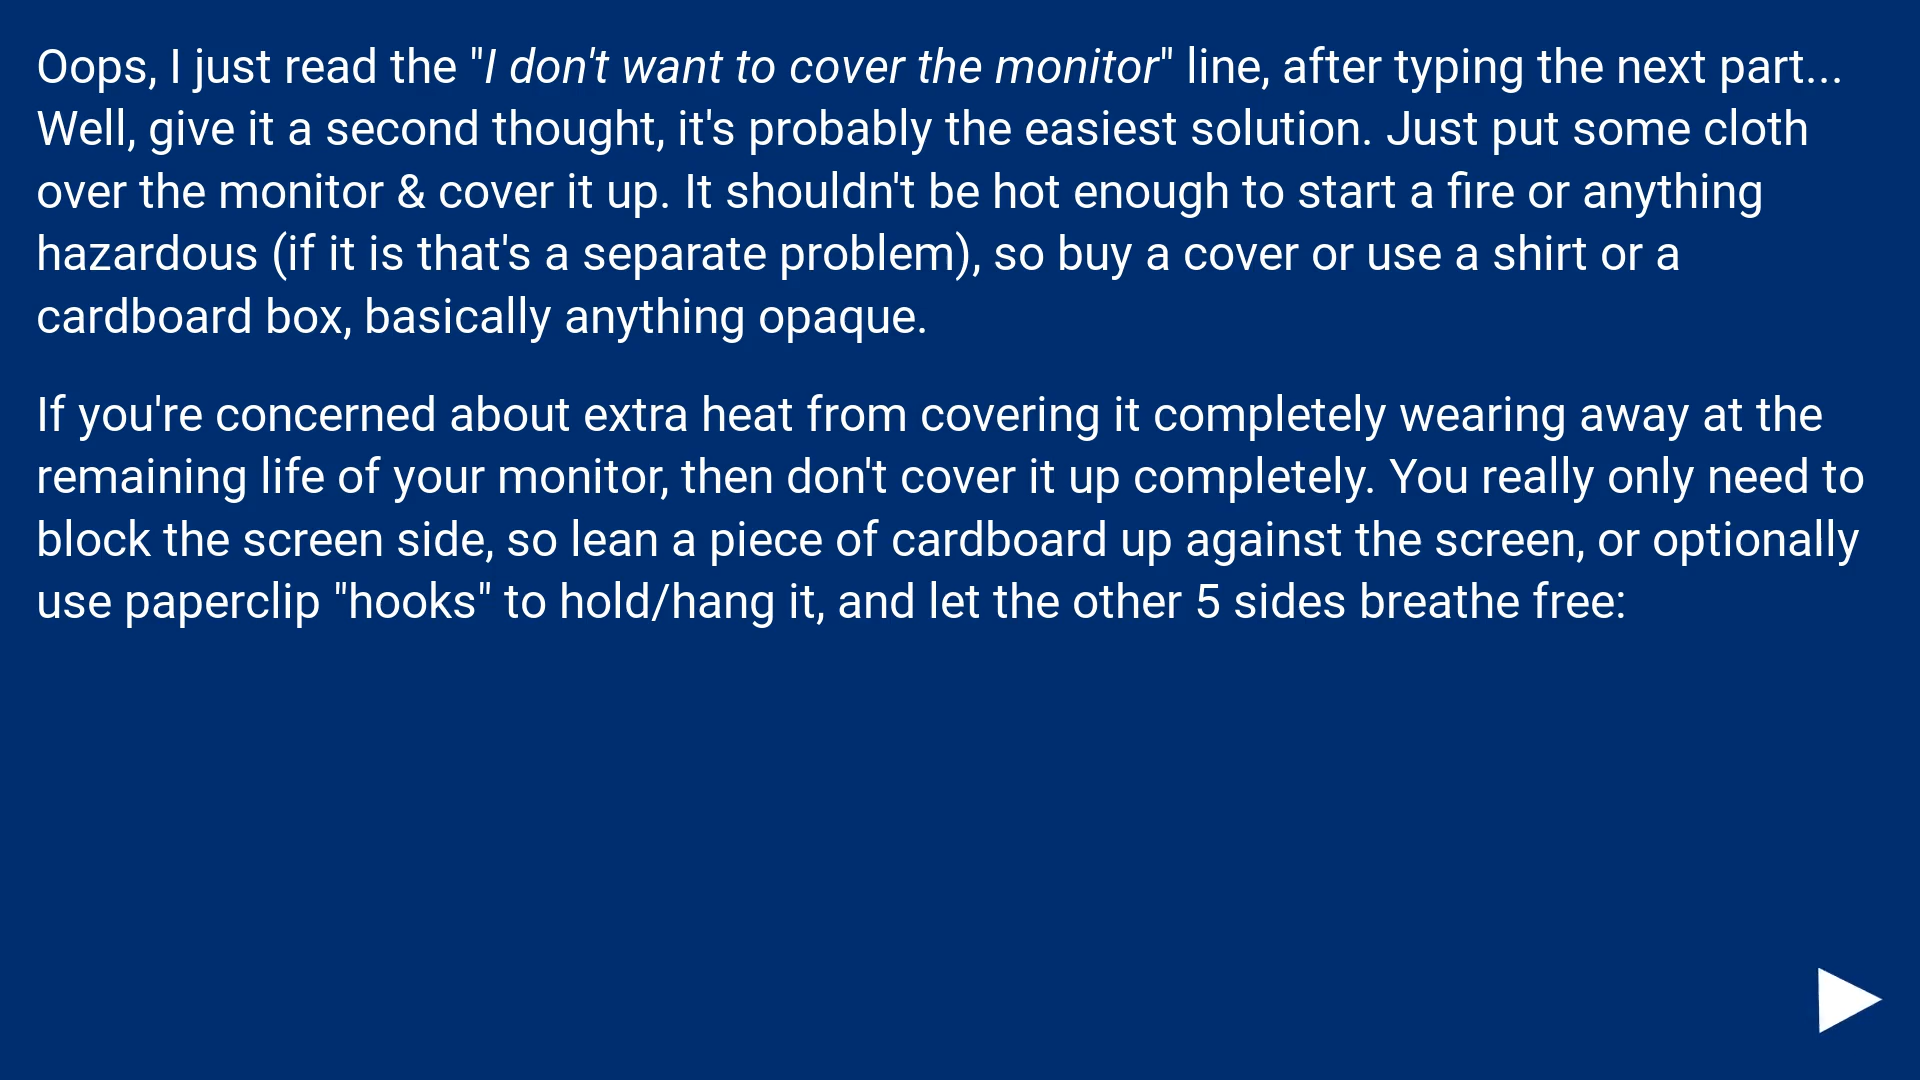 Oops, I just read the "I don't want to cover the monitor" line, after typing the next part...
Well, give it a second thought, it's probably the easiest solution. Just put some cloth
over the monitor & cover it up. It shouldn't be hot enough to start a fire or anything
hazardous (if it is that's a separate problem), so buy a cover or use a shirt or a
cardboard box, basically anything opaque.
If you're concerned about extra heat from covering it completely wearing away at the
remaining life of your monitor, then don't cover it up completely. You really only need to
block the screen side, so lean a piece of cardboard up against the screen, or optionally
use paperclip "hooks" to hold/hang it, and let the other 5 sides breathe free: